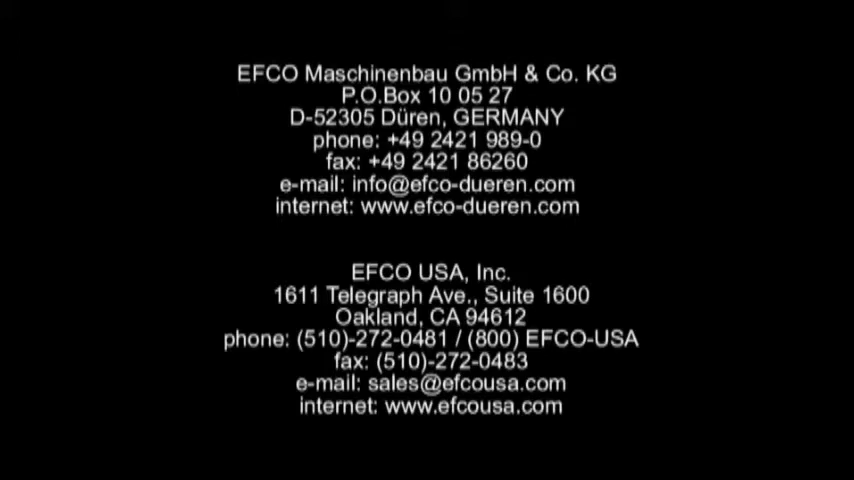 EFCO Maschinenbau GmbH & Co. KG
P.O.Box 10 05 27
D-52305 Düren, GERMANY
phone: +49 2421 989-0
fax: +49 2421 86260
e-mail: info@efco-dueren.com
internet: www.efco-dueren.com
EFCO USA, Inc.
1611 Telegraph Ave., Suite 1600
Oakland, CA 94612
phone: (510)-272-0481 / (800) EFCO-USA
fax: (510)-272-0483
e-mail: sales@efcousa.com
internet: www.efcousa.com